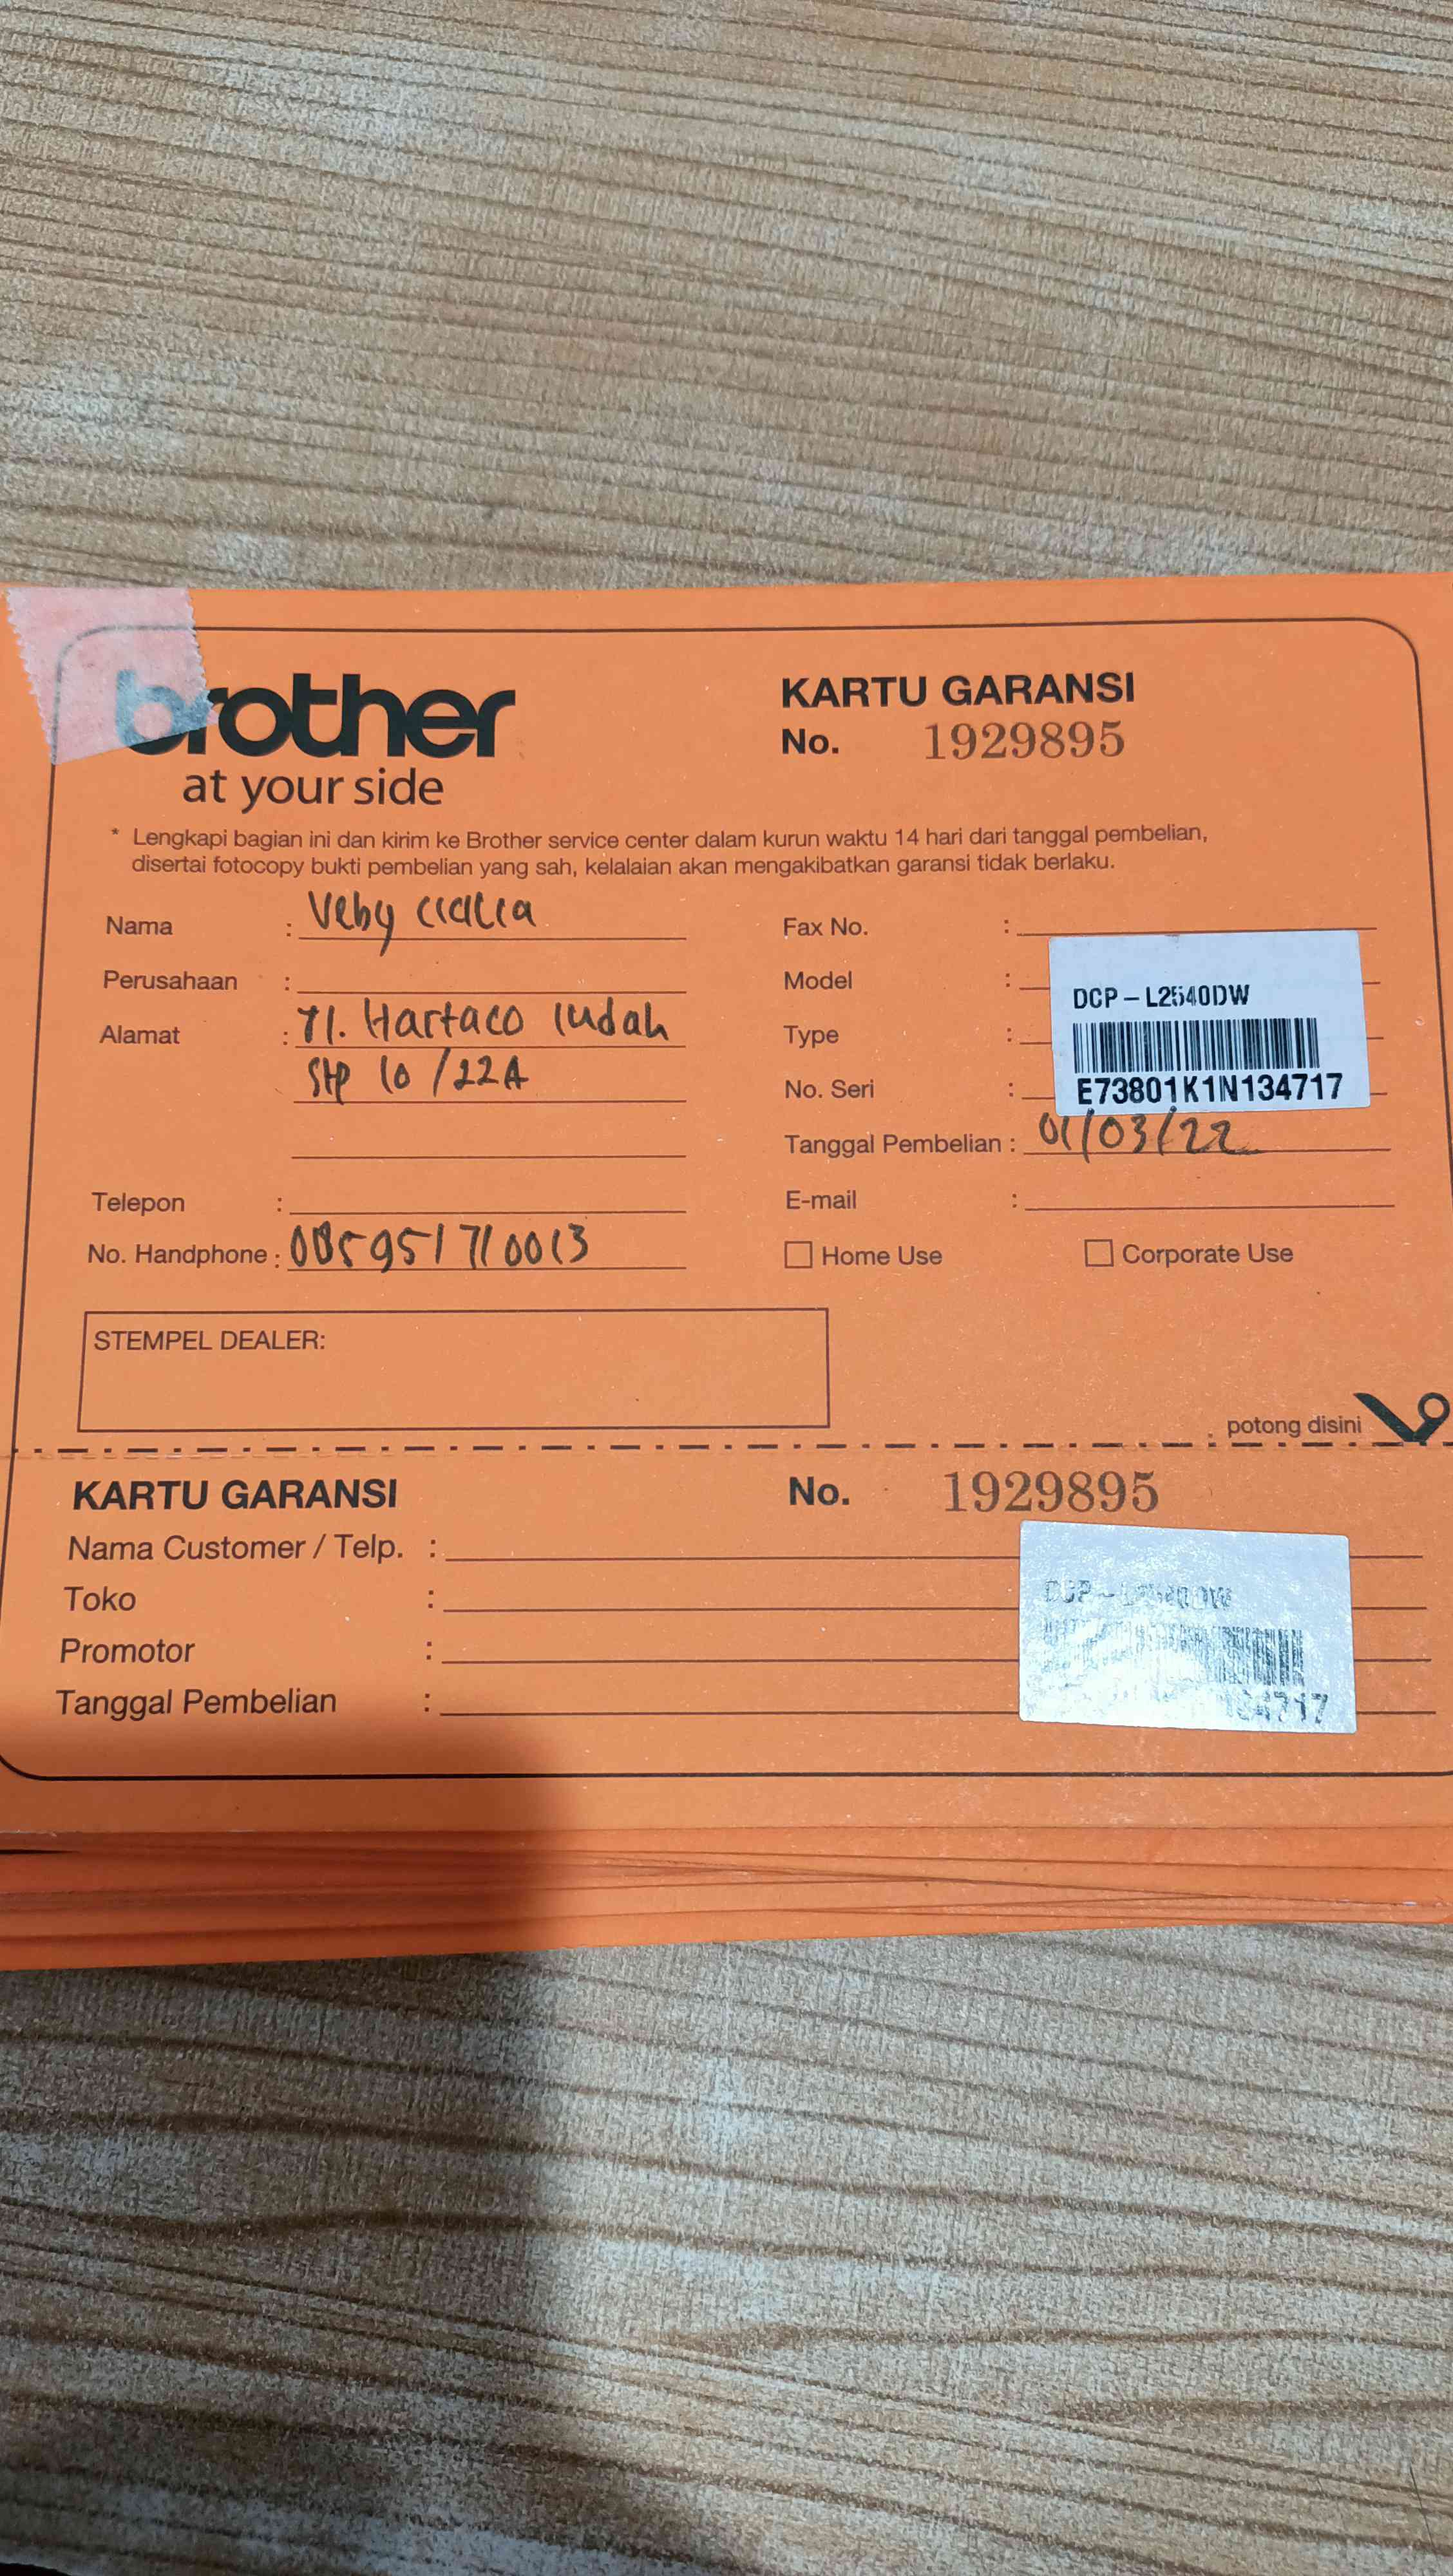 brother
at your side
KARTU GARANSI
No. 1929895
* Lengkapi bagian ini dan kirim ke Brother service center dalam kurun waktu 14 hari dari tanggal pembelian,
disertai fotocopy bukti pembelian yang sah, kelalaian akan mengakibatkan garansi tidak berlaku.
Nama : Veby
Perusahaan :
Alamat : Jl. Hartaco Indah
10 /22A
Telepon :
No. Handphone : 085951710013
Fax No. :
Model :
Type :
No. Seri :
DCP-L2540DW
E73801K1N134717
Tanggal Pembelian : 01/03/22
E-mail :
Home Use
Corporate Use
STEMPEL DEALER:
potong disini
KARTU GARANSI
No. 1929895
Nama Customer / Telp. :
Toko :
Promotor :
Tanggal Pembelian :